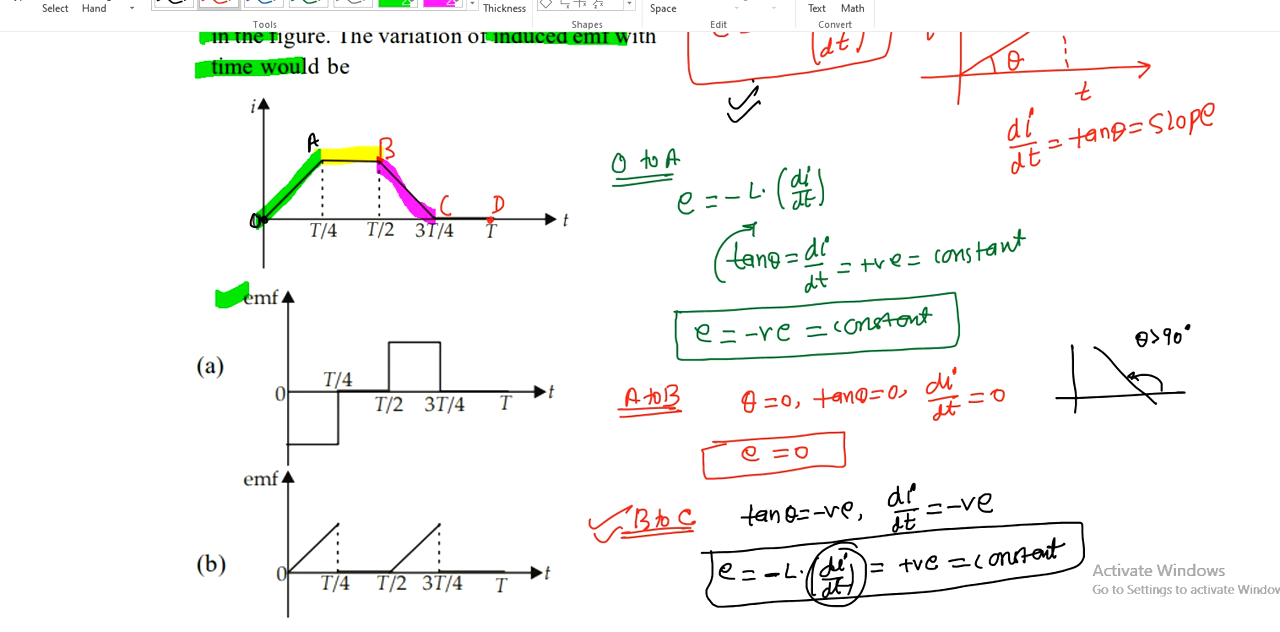 Select Hand Thickness Space Text Math
Tools Shapes Edit Convert
in the figure. The variation of induced emf with
time would be
i
A
B
C
D
O
T/4 T/2 3T/4 T
t
emf
(a)
0
T/4
T/2 3T/4 T
t
emf
(b)
0
T/4 T/2 3T/4 T
t
(dt)
θ
t
di/dt = tanθ = Slope
O to A
e = -L. (di/dt)
(tanθ = di/dt = +ve = constant
e = -ve = constant
A to B θ = 0, tanθ = 0, di/dt = 0
e = 0
θ>90°
B to C tanθ = -ve, di/dt = -ve
e = -L. (di/dt) = +ve = constant
Activate Windows
Go to Settings to activate Window